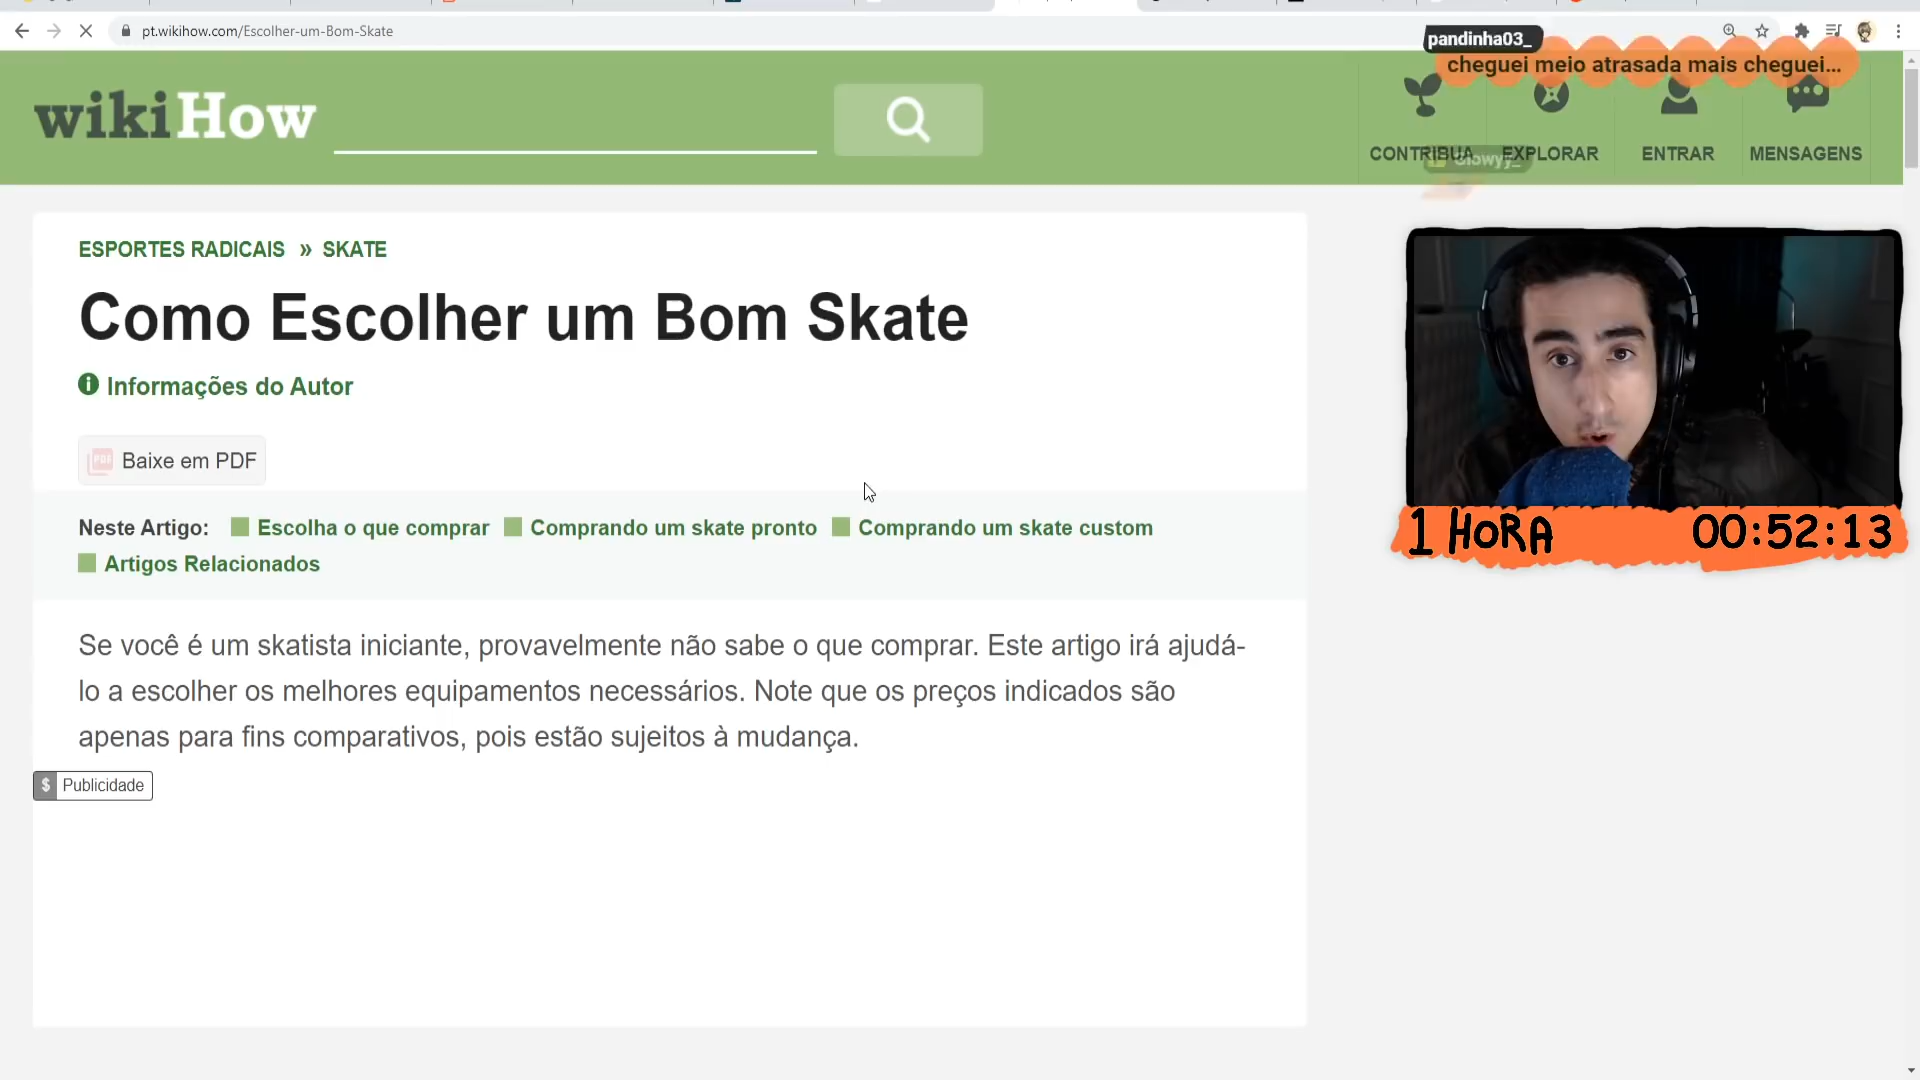 pt.wikihow.com/Escolher-um-Bom-Skate
pandinha03_
cheguei meio atrasada mais cheguei...
wikiHow
CONTRIBUA
EXPLORAR
ENTRAR
MENSAGENS
Glowyy_
ESPORTES RADICAIS » SKATE
Como Escolher um Bom Skate
Informações do Autor
PDF Baixe em PDF
Neste Artigo: Escolha o que comprar Comprando um skate pronto Comprando um skate custom
Artigos Relacionados
1 HORA 00:52:13
Se você é um skatista iniciante, provavelmente não sabe o que comprar. Este artigo irá ajudá-
lo a escolher os melhores equipamentos necessários. Note que os preços indicados são
apenas para fins comparativos, pois estão sujeitos à mudança.
$ Publicidade